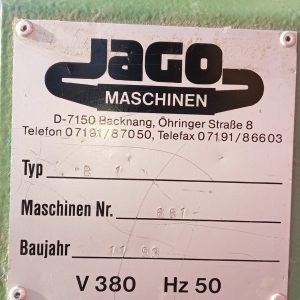 JAGO
MASCHINEN
D-7150 Backnang, Öhringer Straße 8
Telefon 07191/87050, Telefax 07191/86603
Typ
Maschinen Nr.
Baujahr
V 380 Hz 50